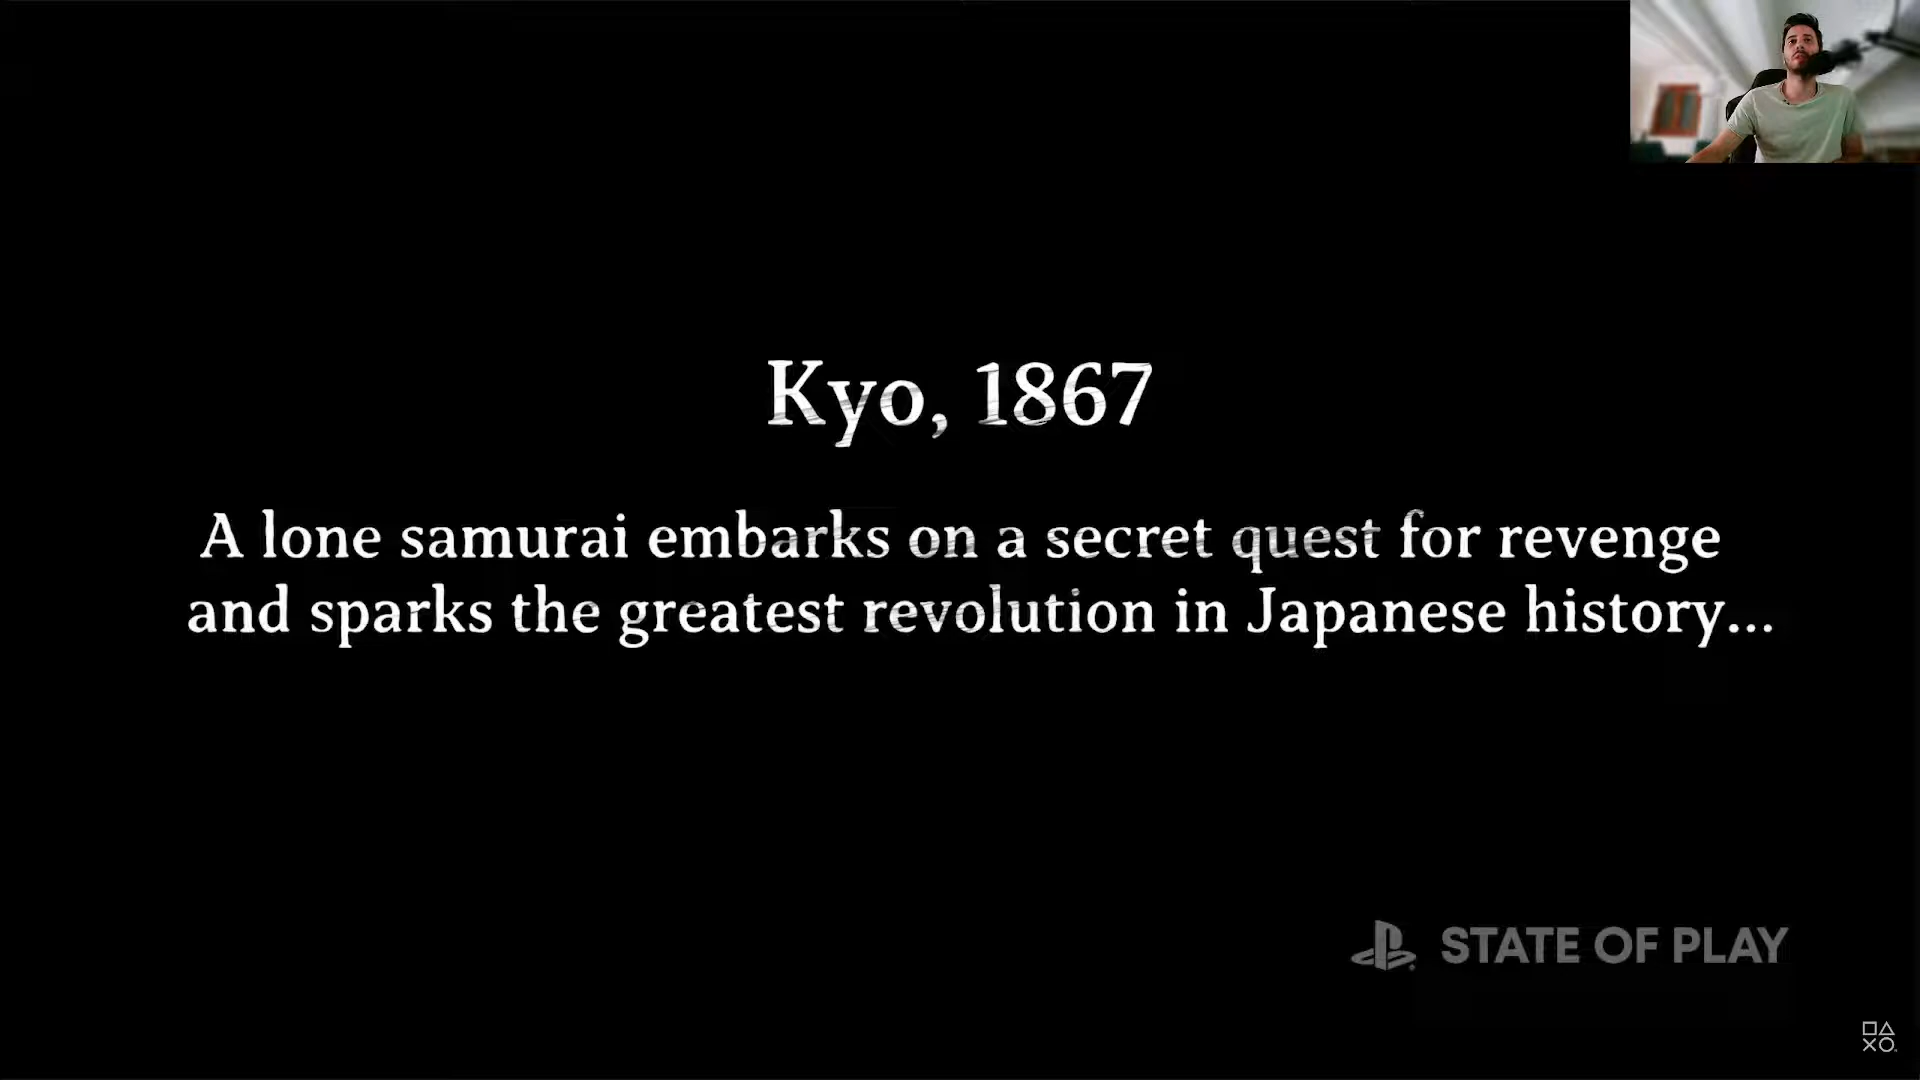 Kyo, 1867
A lone samurai embarks on a secret quest for revenge
and sparks the greatest revolution in Japanese history...
STATE OF PLAY